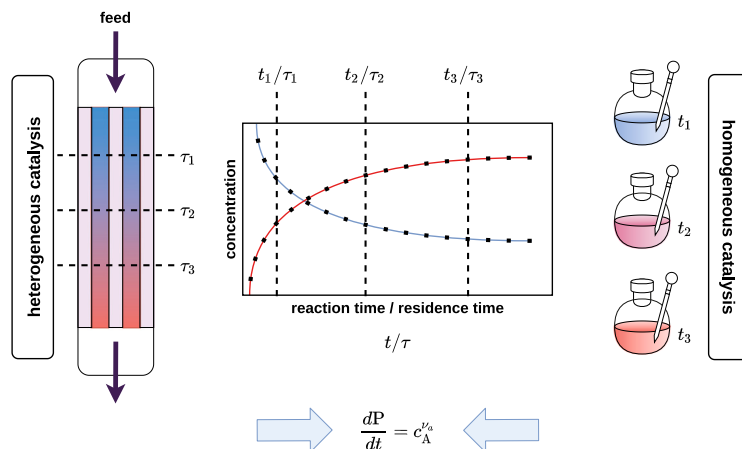 feed
heterogeneous catalysis
τ₁
τ₂
τ₃
t₁/τ₁ t₂/τ₂ t₃/τ₃
concentration
reaction time / residence time
t/τ
t₁
t₂
t₃
homogeneous catalysis
dP/dt = c_A^{ν_a}